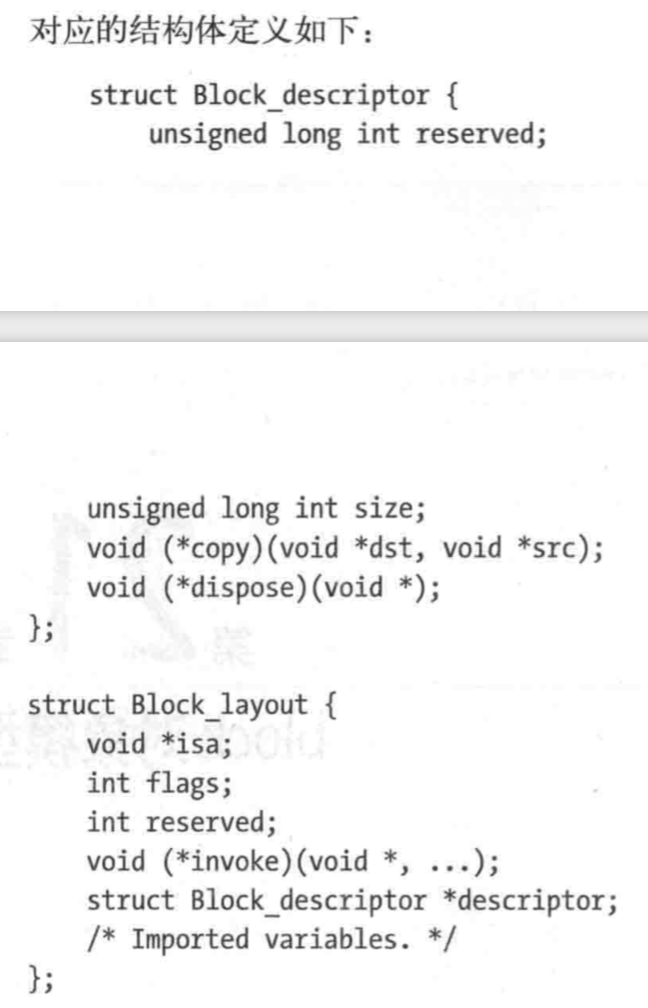 对应的结构体定义如下：
struct Block_descriptor {
unsigned long int reserved;
unsigned long int size;
void (*copy)(void *dst, void *src);
void (*dispose)(void *);
};
struct Block_layout {
void *isa;
int flags;
int reserved;
void (*invoke)(void *, ...);
struct Block_descriptor *descriptor;
/* Imported variables. */
};